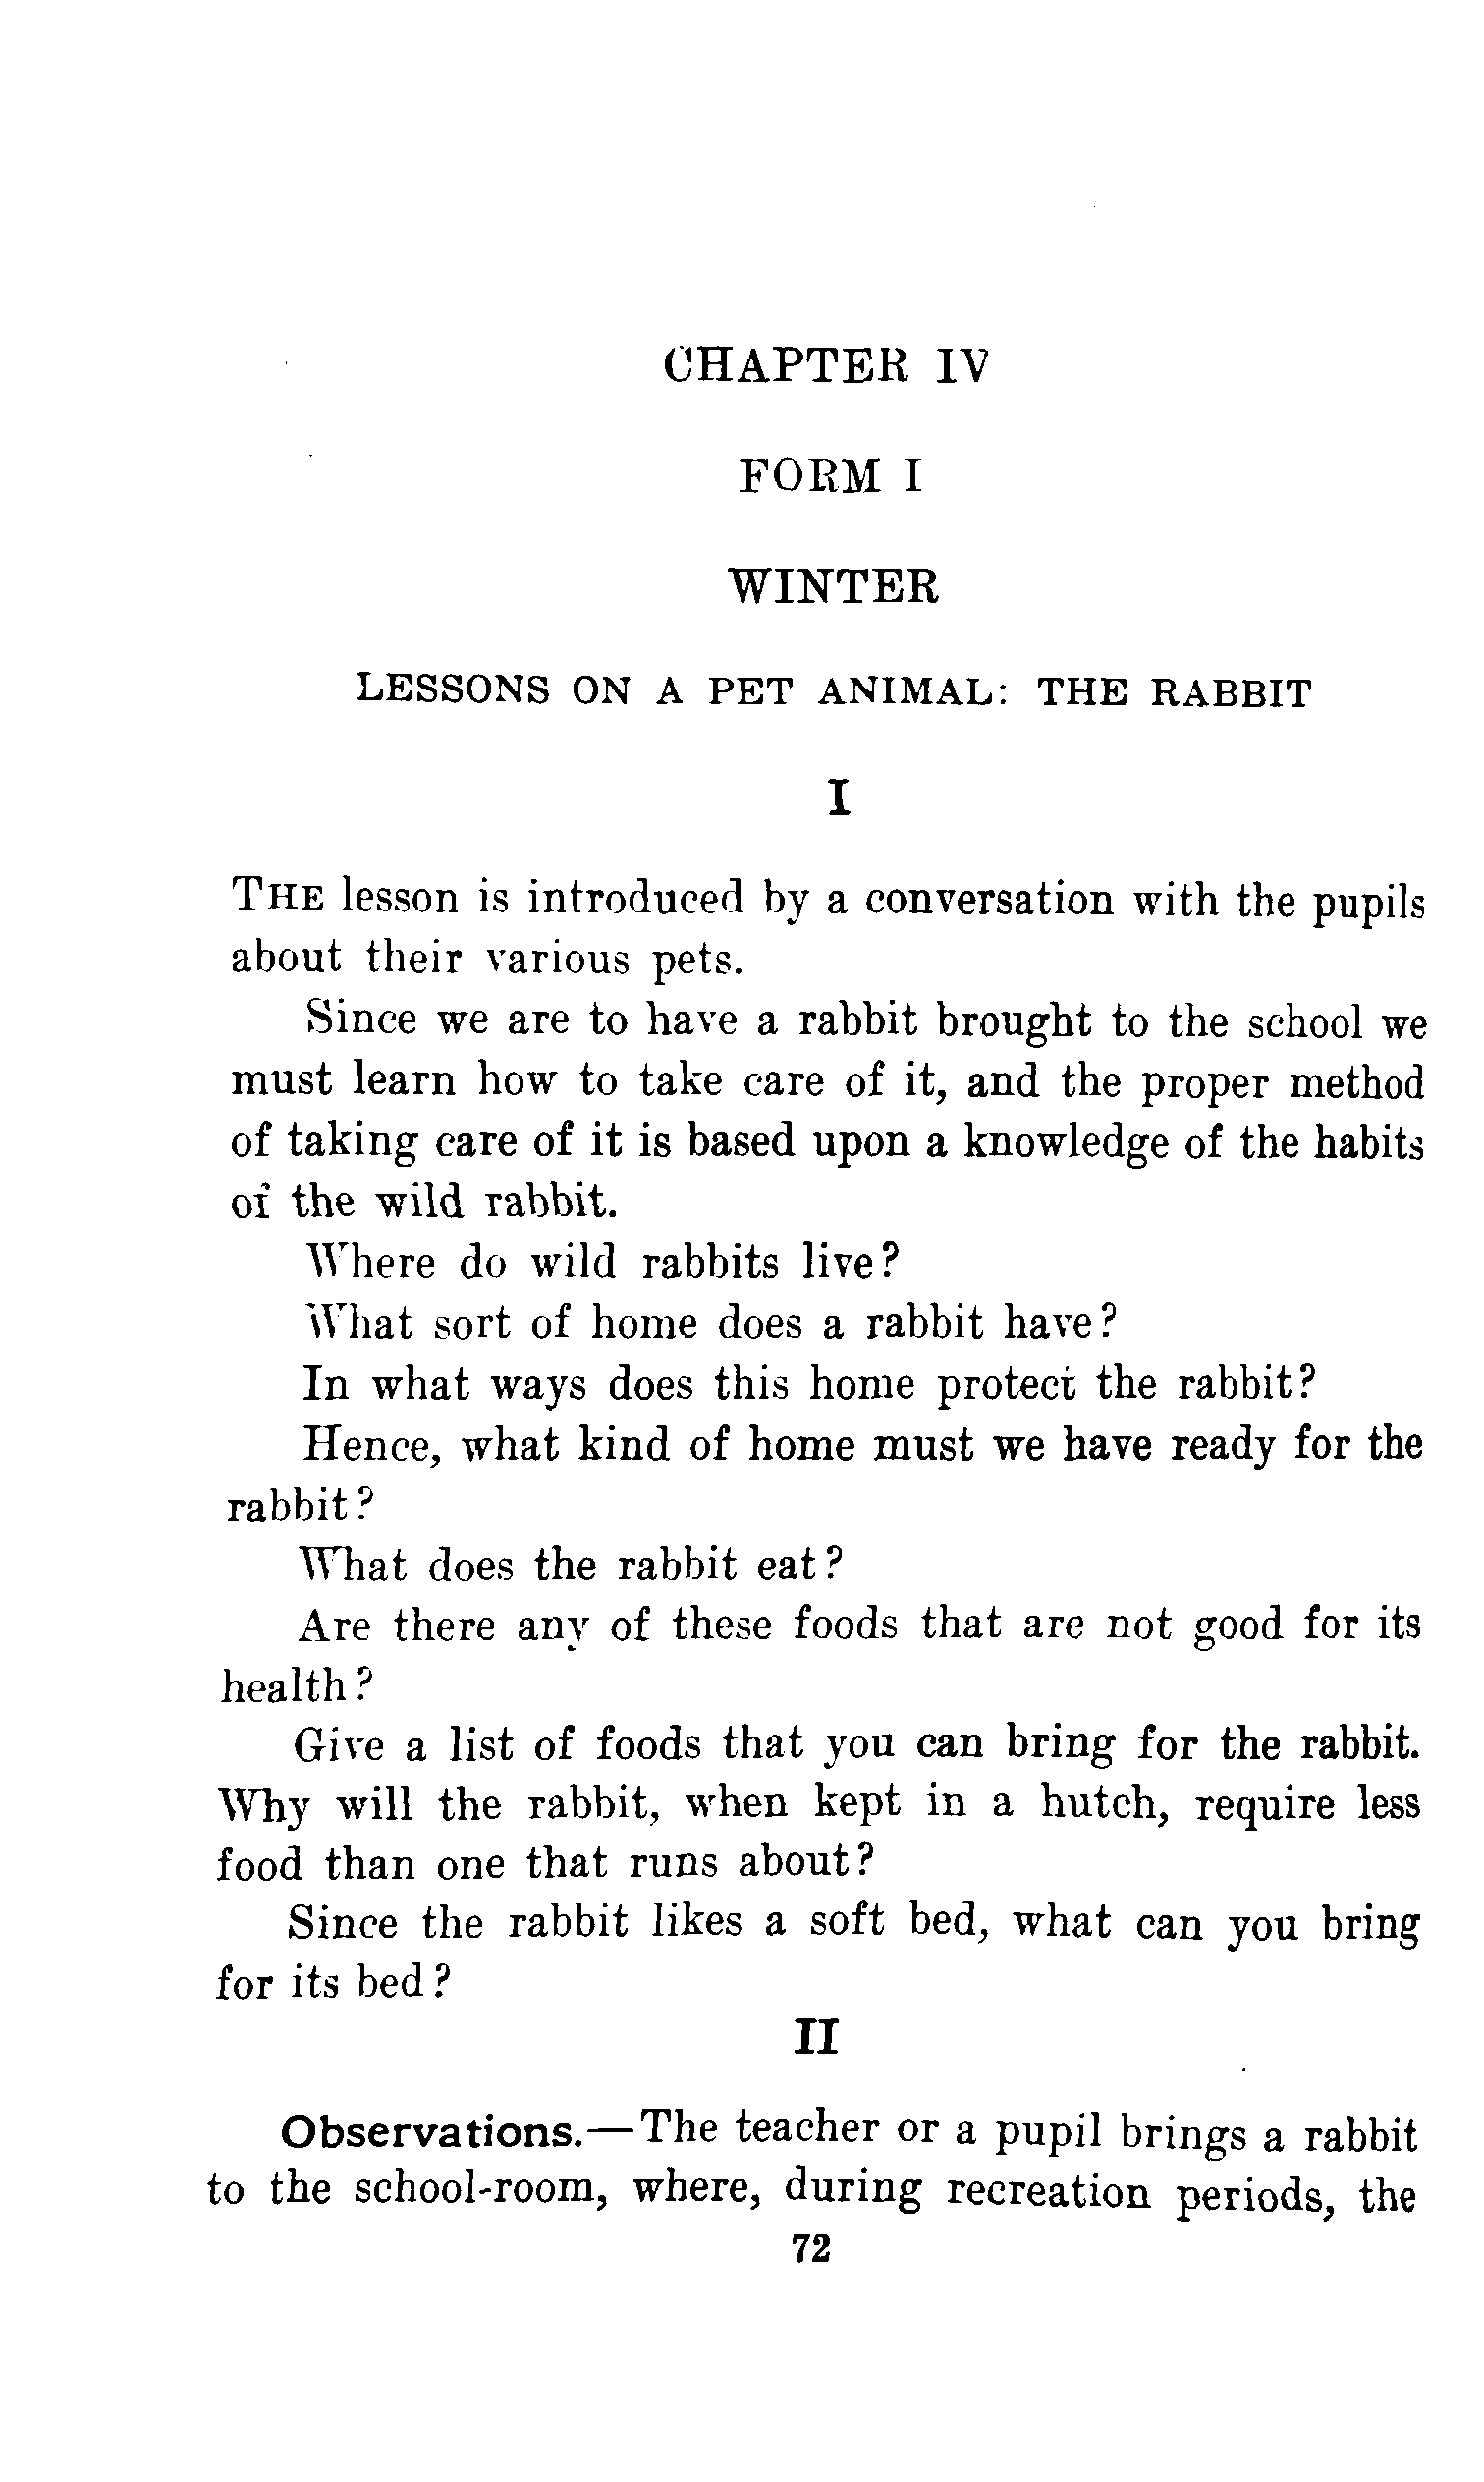 CHAPTER IV
FORM I
WINTER
LESSONS ON A PET ANIMAL: THE RABBIT
I
THE lesson is introduced by a conversation with the pupils
about their various pets.
Since we are to have a rabbit brought to the school we
must learn how to take care of it, and the proper method
of taking care of it is based upon a knowledge of the habits
of the wild rabbit.
Where do wild rabbits live?
What sort of home does a rabbit have?
In what ways does this home protect the rabbit?
Hence, what kind of home must we have ready for the
rabbit?
What does the rabbit eat?
Are there any of these foods that are not good for its
health?
Give a list of foods that you can bring for the rabbit.
Why will the rabbit, when kept in a hutch, require less
food than one that runs about?
Since the rabbit likes a soft bed, what can you bring
for its bed?
II
Observations.—The teacher or a pupil brings a rabbit
to the school-room, where, during recreation periods, the
72